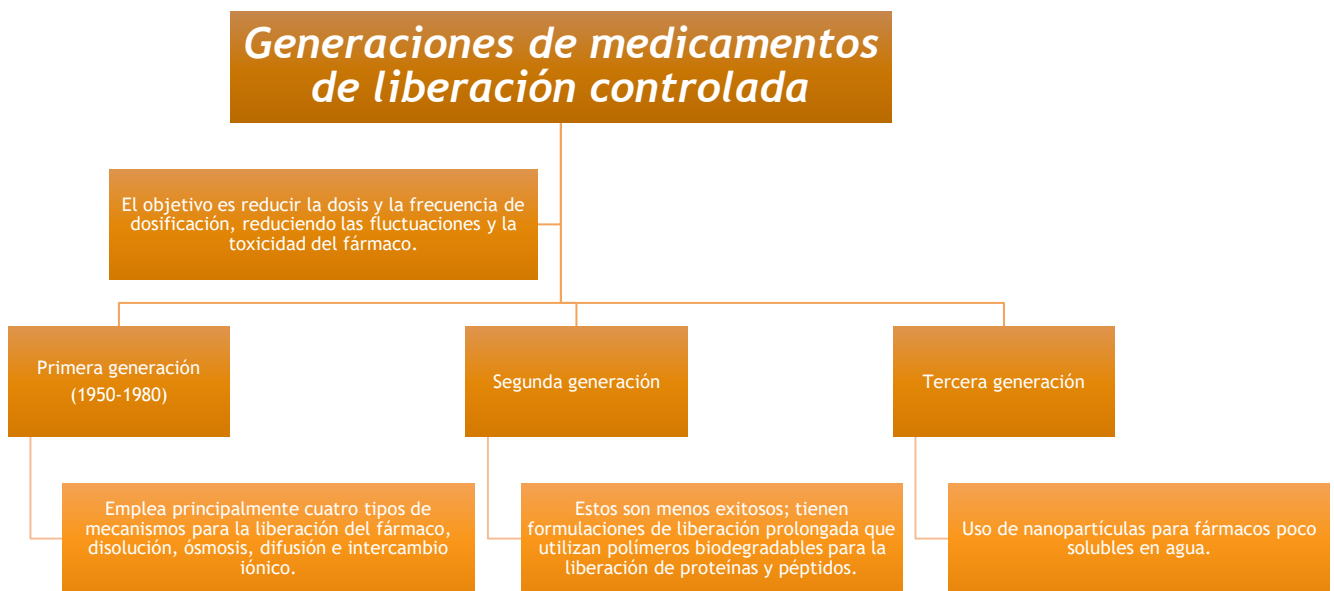 Generaciones de medicamentos
de liberación controlada
El objetivo es reducir la dosis y la frecuencia de
dosificación, reduciendo las fluctuaciones y la
toxicidad del fármaco.
Primera generación
(1950-1980)
Segunda generación
Tercera generación
Emplea principalmente cuatro tipos de
mecanismos para la liberación del fármaco,
disolución, ósmosis, difusión e intercambio
iónico.
Estos son menos exitosos; tienen
formulaciones de liberación prolongada que
utilizan polímeros biodegradables para la
liberación de proteínas y péptidos.
Uso de nanopartículas para fármacos poco
solubles en agua.